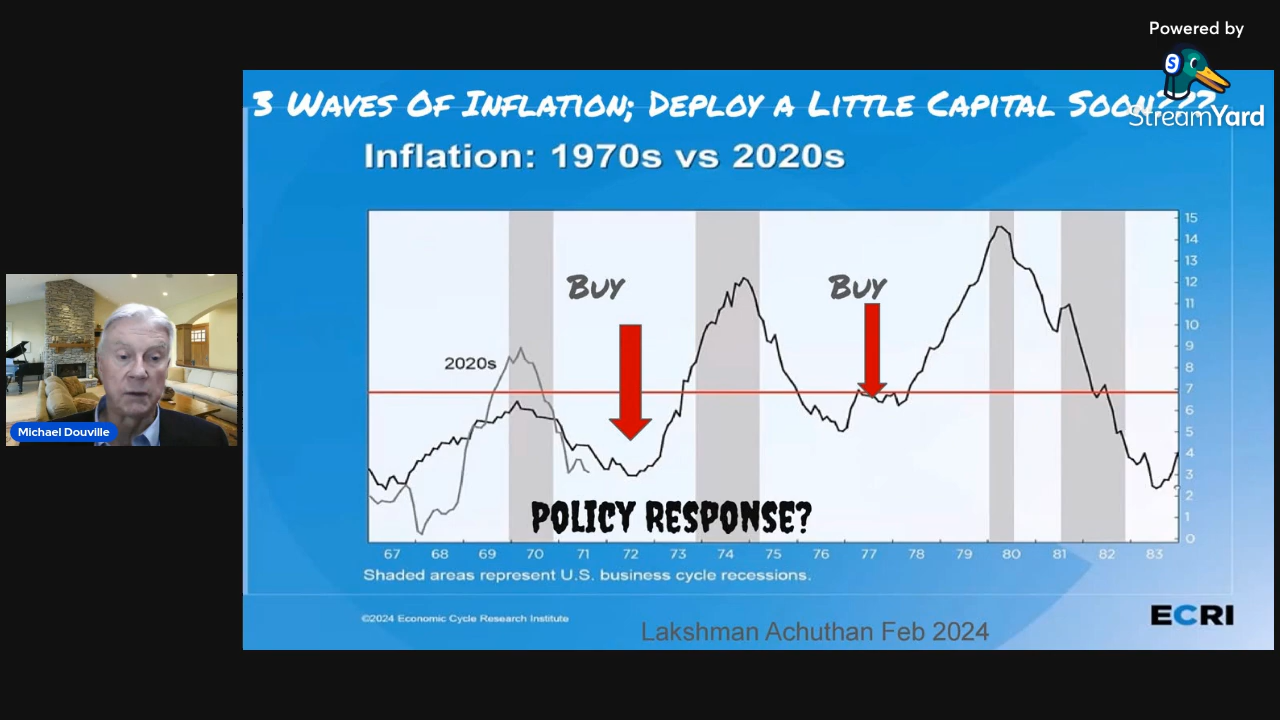 Powered by
S
StreamYard
3 Waves Of Inflation; Deploy a Little Capital Soon???
Inflation: 1970s vs 2020s
Buy
Buy
2020s
15
14
13
12
11
10
9
8
7
6
5
4
3
2
1
0
POLICY RESPONSE?
67 68 69 70 71 72 73 74 75 76 77 78 79 80 81 82 83
Shaded areas represent U.S. business cycle recessions.
©2024 Economic Cycle Research Institute
ECRI
Lakshman Achuthan Feb 2024
Michael Douville